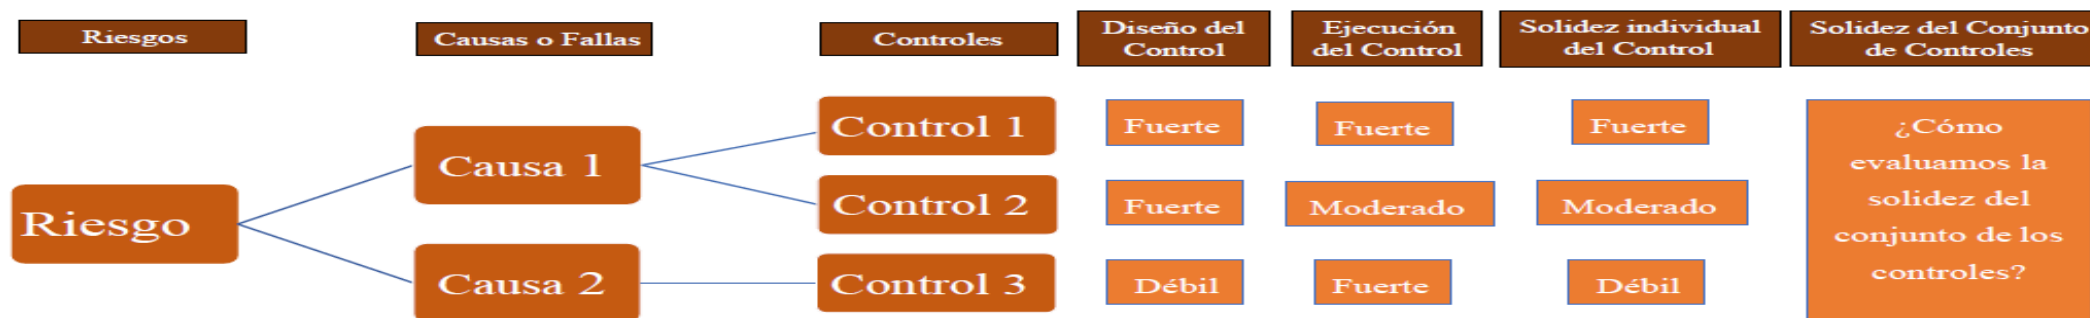 Riesgos
Causas o Fallas
Controles
Diseño del
Control
Ejecución
del Control
Solidez individual
del Control
Solidez del Conjunto
de Controles
Riesgo
Causa 1
Causa 2
Control 1
Fuerte
Fuerte
Fuerte
Control 2
Fuerte
Moderado
Moderado
Control 3
Débil
Fuerte
Débil
¿Cómo
evaluamos la
solidez del
conjunto de los
controles?